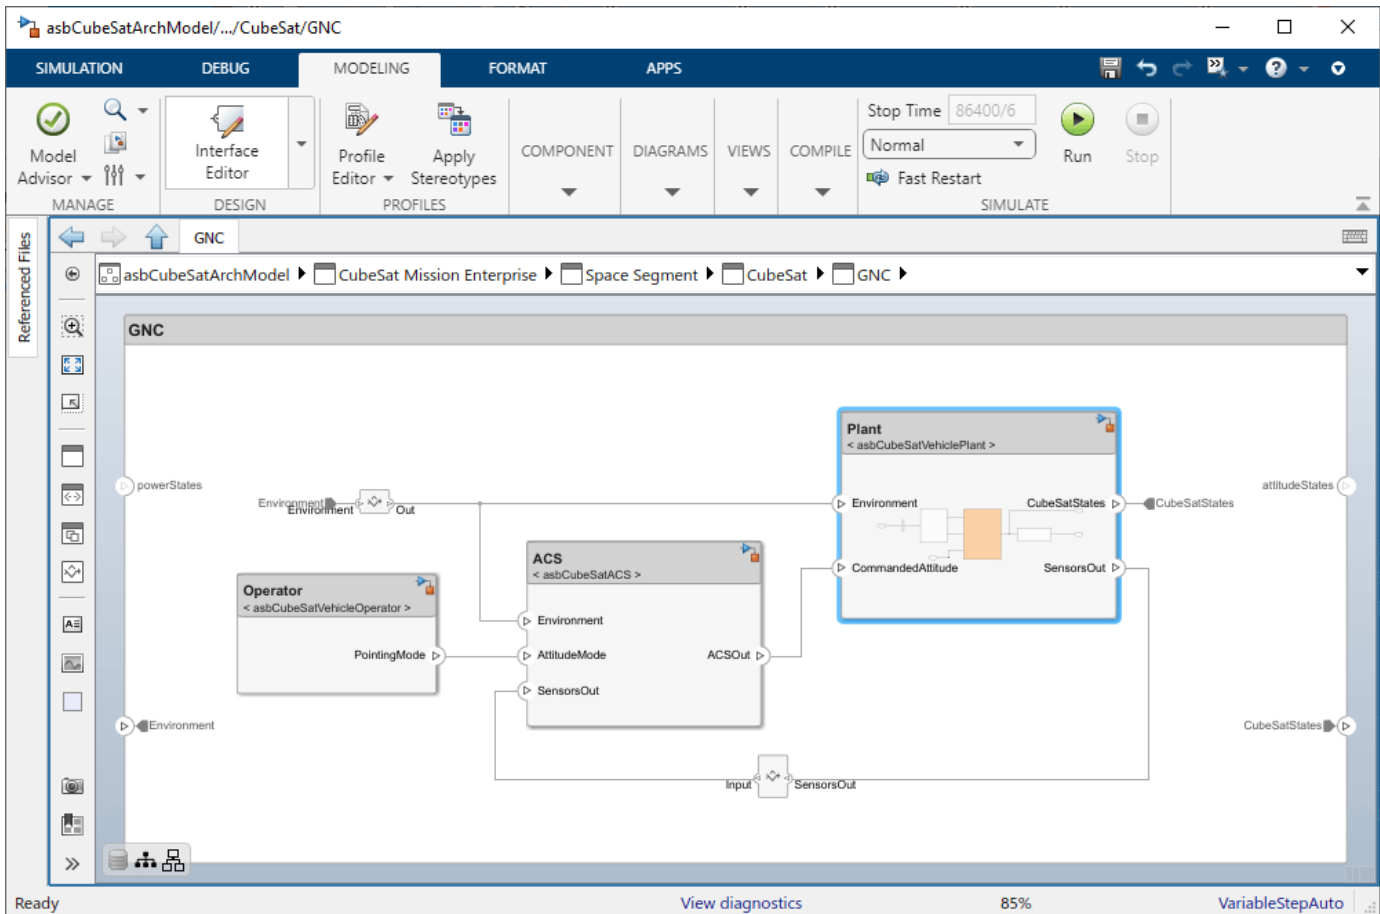 asbCubeSatArchModel/.../CubeSat/GNC
SIMULATION DEBUG MODELING FORMAT APPS
Model Advisor
Interface Editor
Profile Editor
Apply Stereotypes
COMPONENT DIAGRAMS VIEWS COMPILE
Stop Time 86400/6
Normal
Fast Restart
Run
Stop
MANAGE DESIGN PROFILES SIMULATE
Referenced Files
GNC
asbCubeSatArchModel CubeSat Mission Enterprise Space Segment CubeSat GNC
GNC
Plant
< asbCubeSatVehiclePlant >
powerStates
attitudeStates
Environment
Environment
Out
Environment
CubeSatStates
CubeSatStates
CommandedAttitude
SensorsOut
ACS
< asbCubeSatACS >
Operator
< asbCubeSatVehicleOperator >
Environment
PointingMode
AttitudeMode
ACSOut
SensorsOut
Environment
CubeSatStates
Input
SensorsOut
Ready
View diagnostics
85%
VariableStepAuto